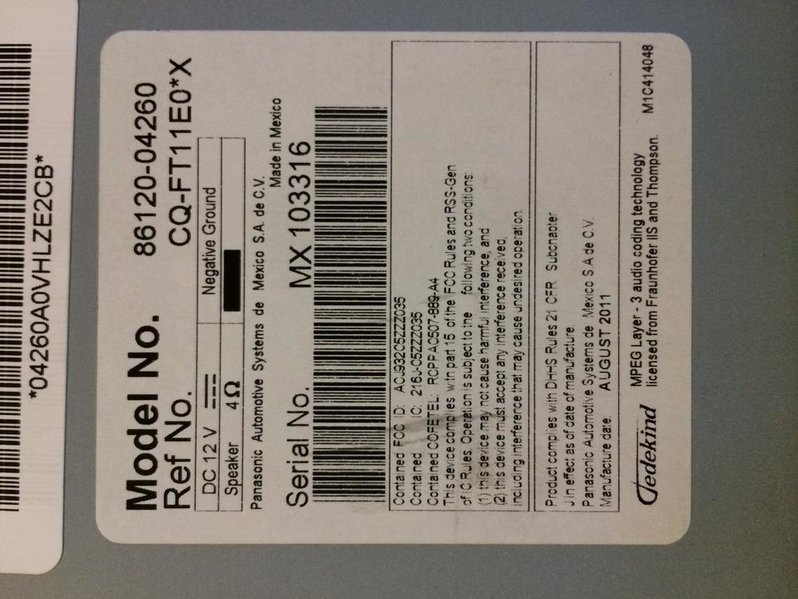 *04260A0VHLZE2CB*
Model No. 86120-04260
Ref No. CQ-FT11E0*X
DC 12 V Negative Ground
Speaker 4 Ω
Panasonic Automotive Systems de Mexico S.A. de C.V.
Made in Mexico
Serial No. MX 103316
Contained FCC ID: ACJ932C5ZZZ035
Contained IC: 216J-C5ZZZ035
Contained COFETEL: RCPPAC507-889-A4
This device complies with part 15 of the FCC Rules and RSS-Gen
of IC Rules. Operation is subject to the following two conditions:
(1) this device may not cause harmful interference, and
(2) this device must accept any interference received,
including interference that may cause undesired operation.
Product complies with DHHS Rules 21 CFR Subchapter
J in effect as of date of manufacture.
Panasonic Automotive Systems de Mexico S.A de C.V.
Manufacture date: AUGUST 2011
Tedekind
MPEG Layer - 3 audio coding technology
licensed from Fraunhofer IIS and Thompson.
M1C414048